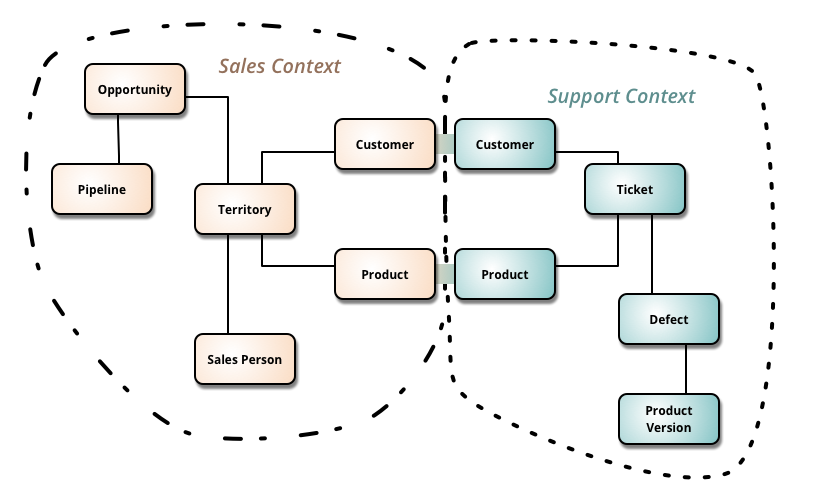 Sales Context
Support Context
Opportunity
Customer
Customer
Pipeline
Ticket
Territory
Product
Product
Defect
Sales Person
Product
Version